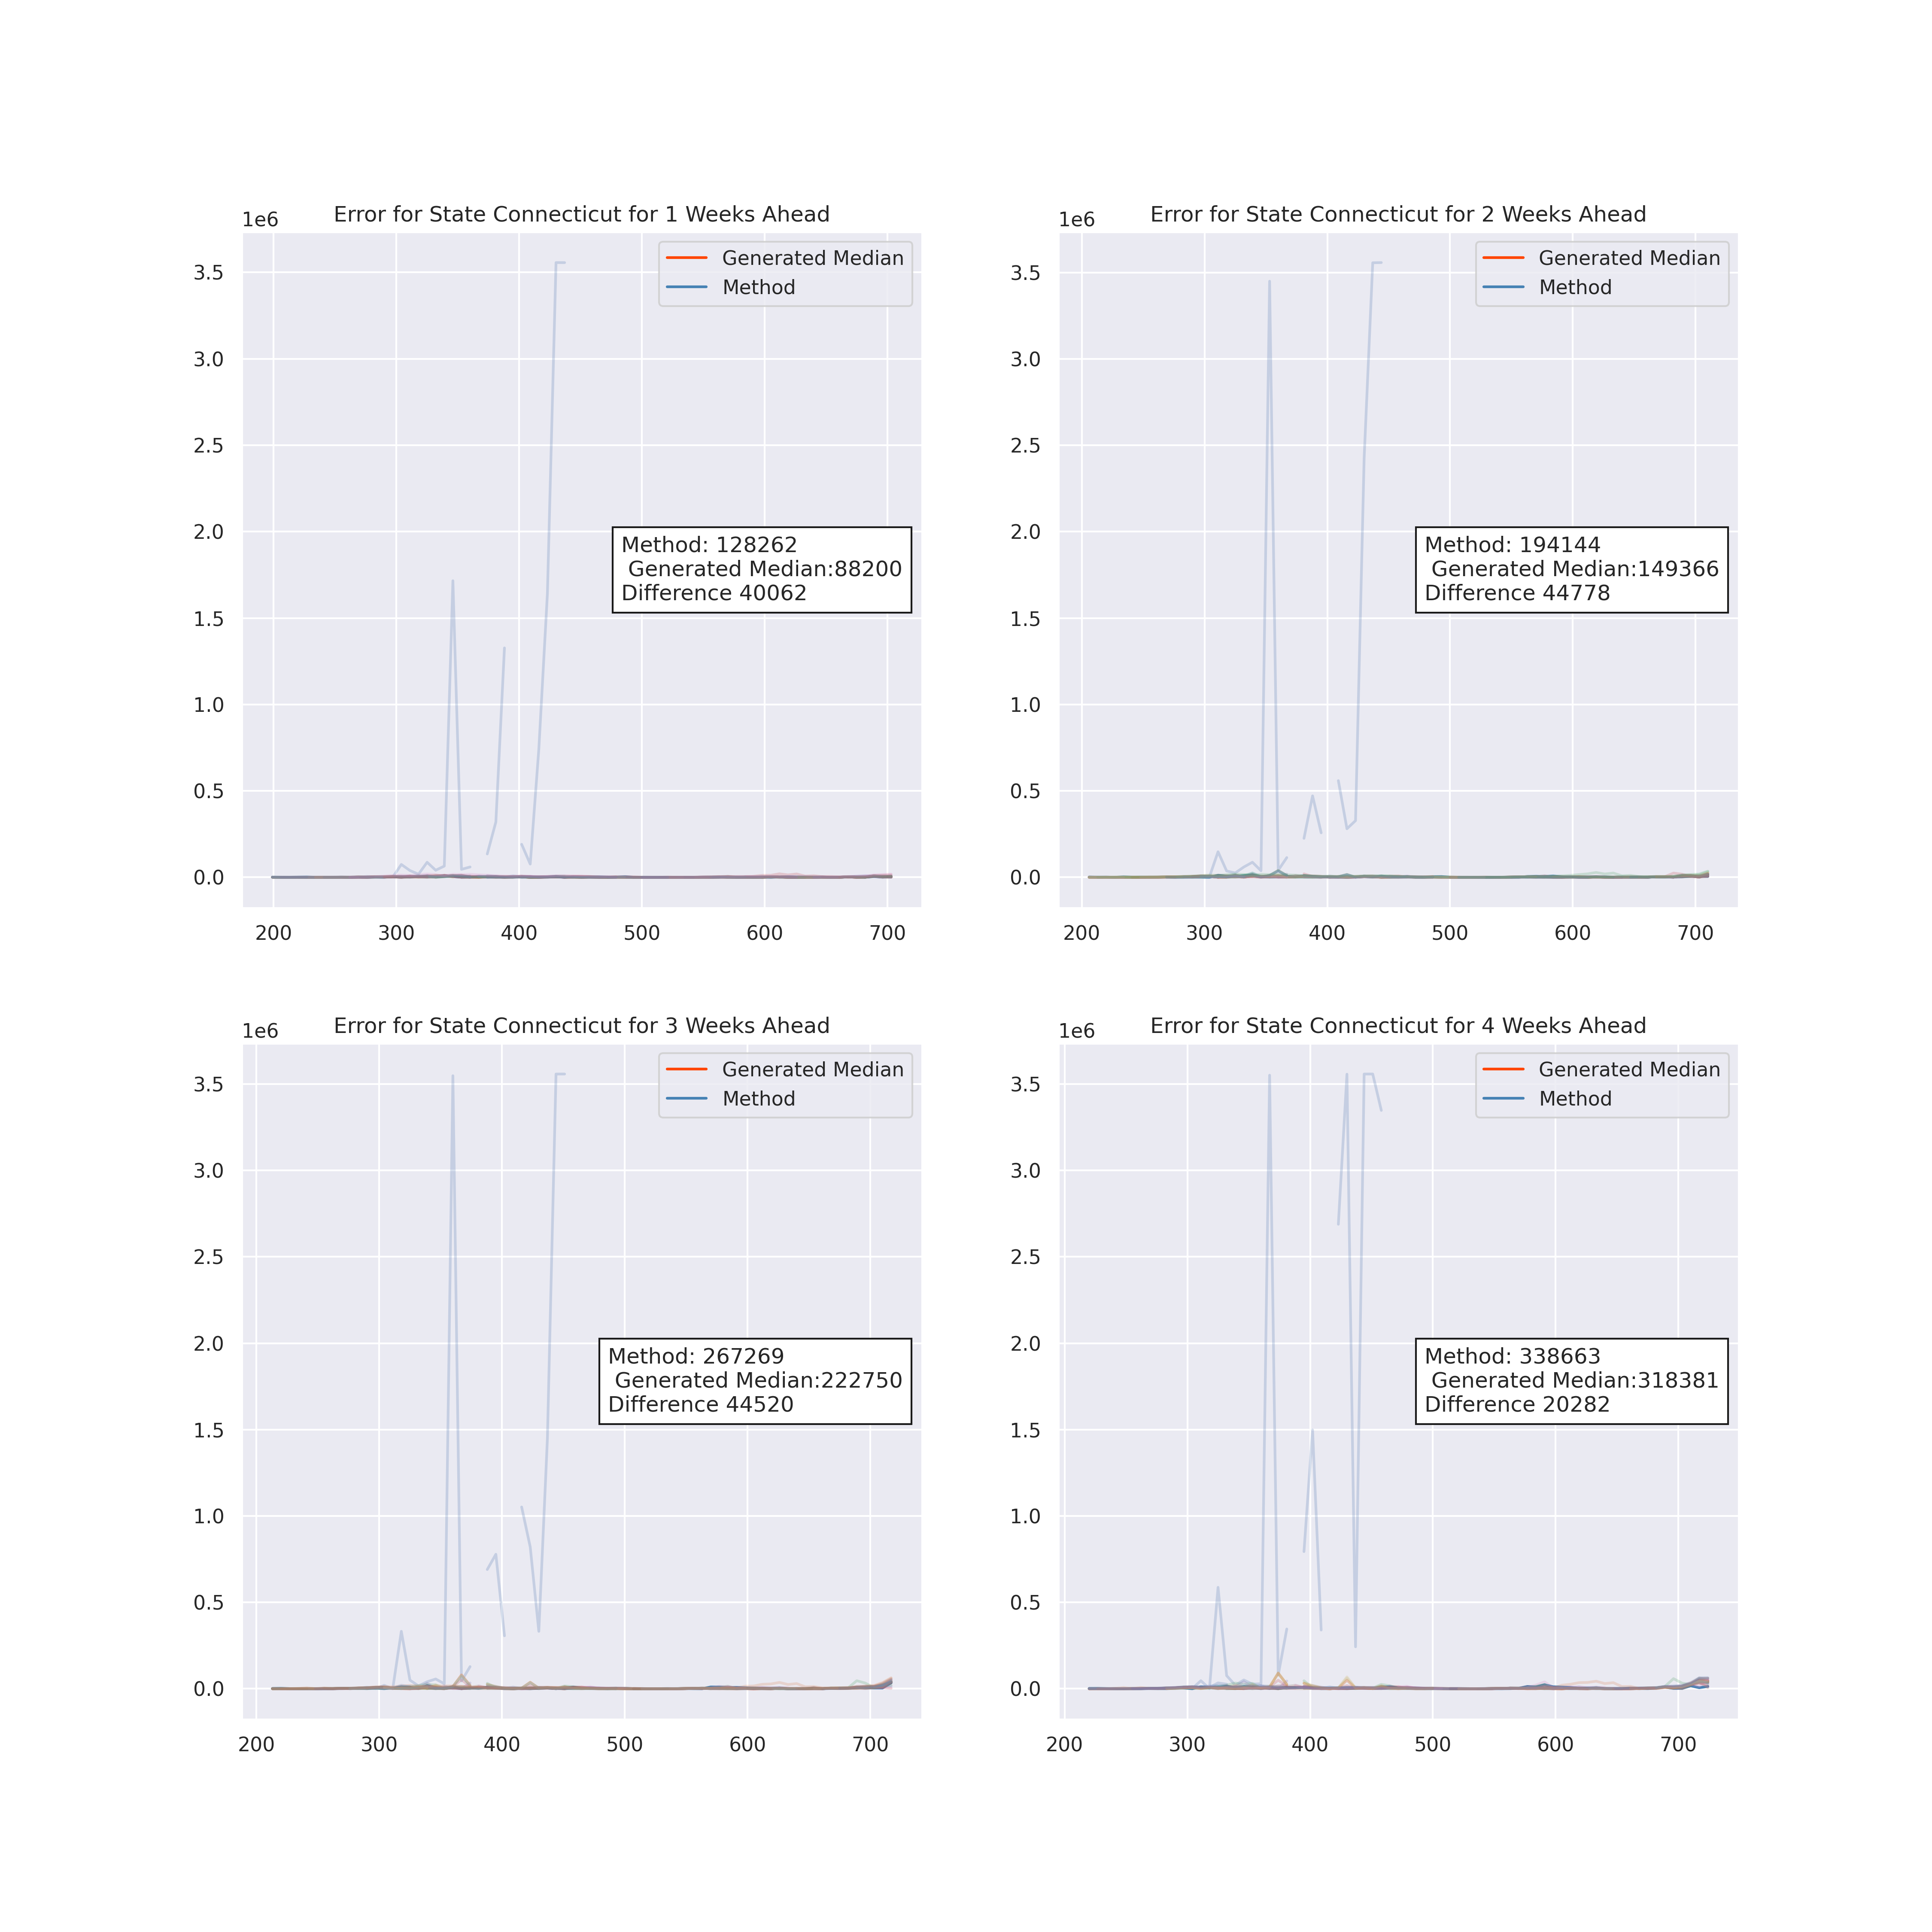 Error for State Connecticut for 1 Weeks Ahead
1e6
Generated Median
Method
3.5
3.0
2.5
2.0
1.5
1.0
0.5
0.0
Method: 128262
Generated Median:88200
Difference 40062
200 300 400 500 600 700
Error for State Connecticut for 2 Weeks Ahead
1e6
Generated Median
Method
3.5
3.0
2.5
2.0
1.5
1.0
0.5
0.0
Method: 194144
Generated Median:149366
Difference 44778
200 300 400 500 600 700
Error for State Connecticut for 3 Weeks Ahead
1e6
Generated Median
Method
3.5
3.0
2.5
2.0
1.5
1.0
0.5
0.0
Method: 267269
Generated Median:222750
Difference 44520
200 300 400 500 600 700
Error for State Connecticut for 4 Weeks Ahead
1e6
Generated Median
Method
3.5
3.0
2.5
2.0
1.5
1.0
0.5
0.0
Method: 338663
Generated Median:318381
Difference 20282
200 300 400 500 600 700